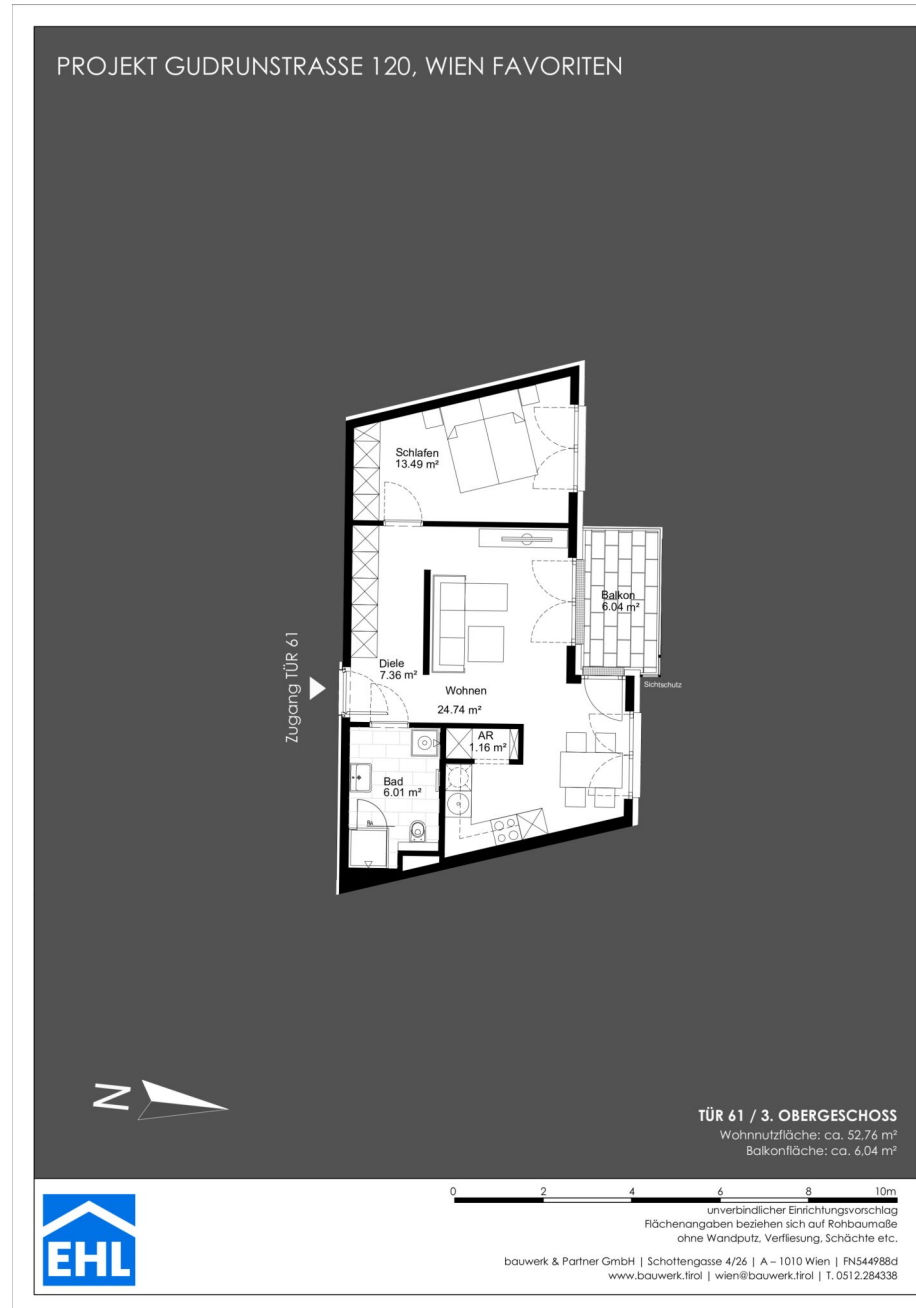 PROJEKT GUDRUNSTRASSE 120, WIEN FAVORITEN
Schlafen
13.49 m²
Balkon
6.04 m²
Zugang TÜR 61
Diele
7.36 m²
Sichtschutz
Wohnen
24.74 m²
AR
1.16 m²
Bad
6.01 m²
N
TÜR 61 / 3. OBERGESCHOSS
Wohnnutzfläche: ca. 52,76 m²
Balkonfläche: ca. 6,04 m²
0 2 4 6 8 10m
unverbindlicher Einrichtungsvorschlag
Flächenangaben beziehen sich auf Rohbaumaße
ohne Wandputz, Verfliesung, Schächte etc.
EHL
bauwerk & Partner GmbH | Schottengasse 4/26 | A – 1010 Wien | FN544988d
www.bauwerk.tirol | wien@bauwerk.tirol | T. 0512.284338